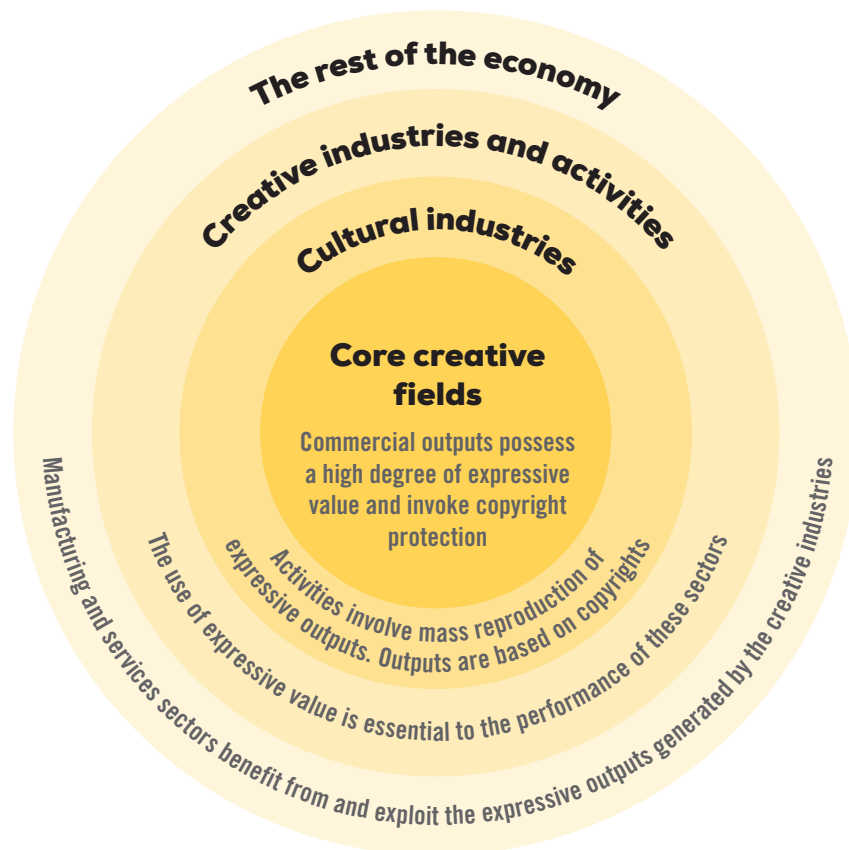 The rest of the economy
Creative industries and activities
Cultural industries
Core creative
fields
Commercial outputs possess
a high degree of expressive
value and invoke copyright
protection
Activities involve mass reproduction of
expressive outputs. Outputs are based on copyrights
The use of expressive value is essential to the performance of these sectors
Manufacturing and services sectors benefit from and exploit the expressive outputs generated by the creative industries